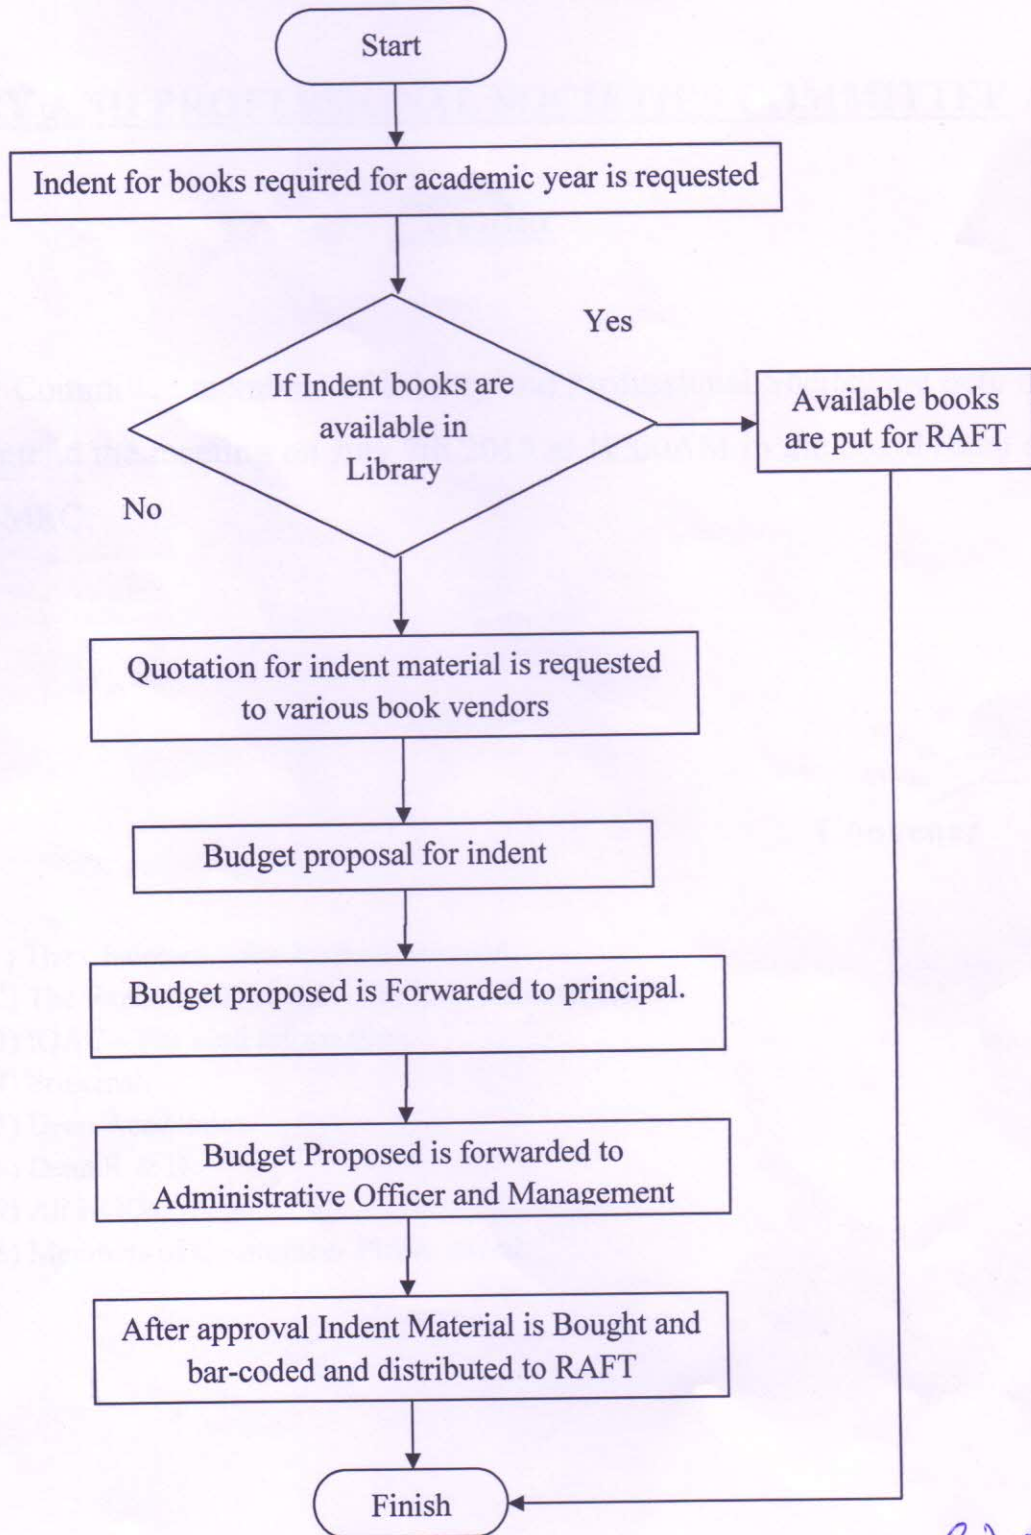 Start
Indent for books required for academic year is requested
Yes
If Indent books are
available in
Library
Available books
are put for RAFT
No
Quotation for indent material is requested
to various book vendors
Budget proposal for indent
Budget proposed is Forwarded to principal.
Budget Proposed is forwarded to
Administrative Officer and Management
After approval Indent Material is Bought and
bar-coded and distributed to RAFT
Finish